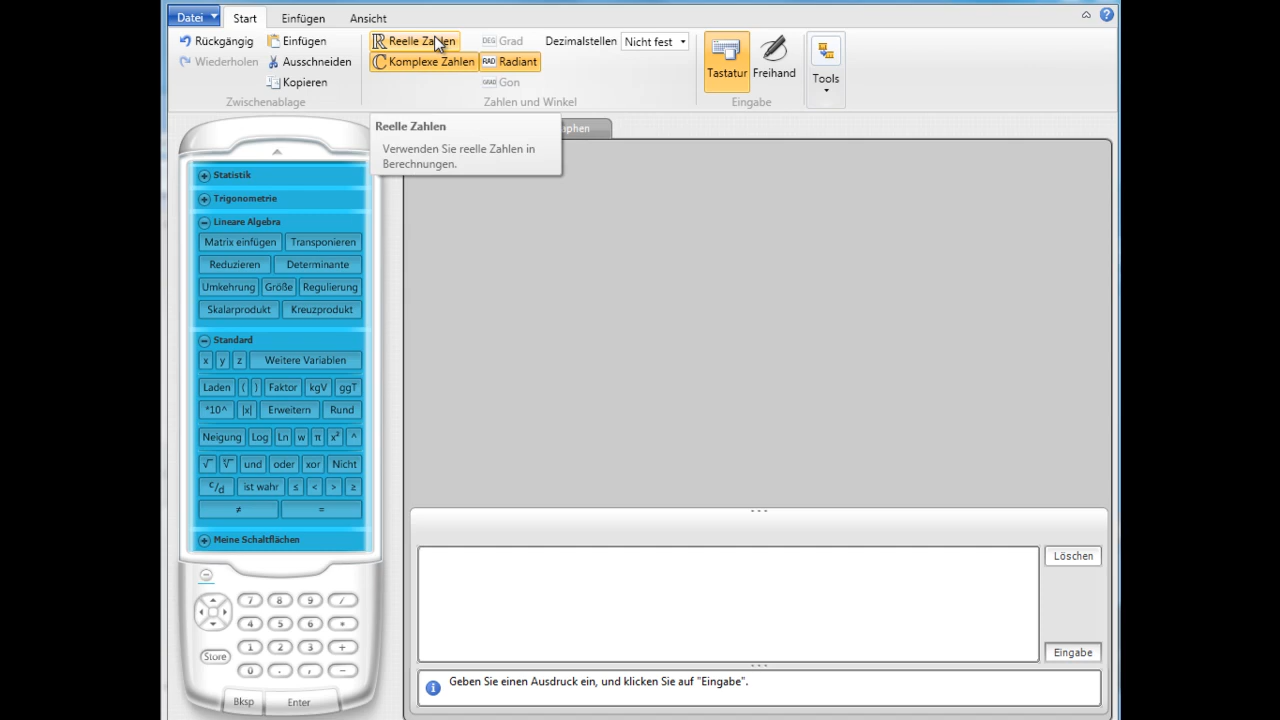 Datei Start Einfügen Ansicht
Rückgängig Einfügen Reelle Zahlen DEG Grad Dezimalstellen Nicht fest
Wiederholen Ausschneiden Komplexe Zahlen RAD Radiant Tastatur Freihand Tools
Kopieren GRAD Gon
Zwischenablage Zahlen und Winkel Eingabe
Reelle Zahlen
Verwenden Sie reelle Zahlen in
Berechnungen.
Statistik
Trigonometrie
Lineare Algebra
Matrix einfügen Transponieren
Reduzieren Determinante
Umkehrung Größe Regulierung
Skalarprodukt Kreuzprodukt
Standard
x y z Weitere Variablen
Laden ( ) Faktor kgV ggT
*10^ |x| Erweitern Rund
Neigung Log Ln w π x² ^
√ ∛ und oder xor Nicht
c/d ist wahr ≤ < > ≥
≠ =
Meine Schaltflächen
7 8 9 /
4 5 6 *
1 2 3 +
Store 0 . , −
Bksp Enter
Löschen
Eingabe
Geben Sie einen Ausdruck ein, und klicken Sie auf "Eingabe".